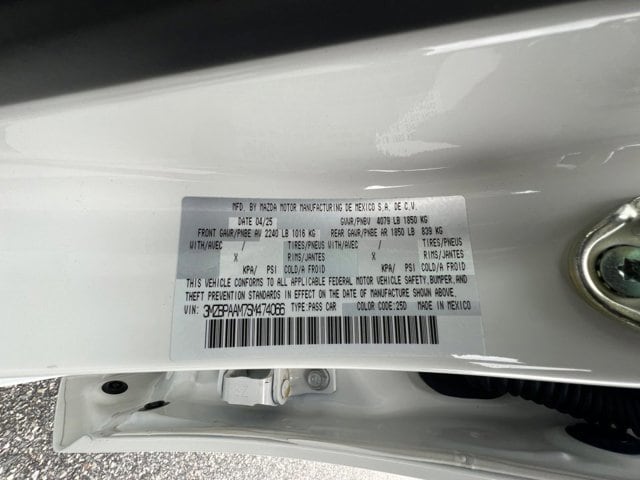 MFD. BY MAZDA MOTOR MANUFACTURING DE MEXICO S.A. DE C.V.
DATE 04/25 GVWR/PNBV 4079 LB 1850 KG
FRONT GAWR/PNBE AV 2240 LB 1016 KG REAR GAWR/PNBE AR 1850 LB 839 KG
WITH/AVEC / TIRES/PNEUS WITH/AVEC / TIRES/PNEUS
X RIMS/JANTES X RIMS/JANTES
KPA/ PSI COLD/A FROID KPA/ PSI COLD/A FROID
THIS VEHICLE CONFORMS TO ALL APPLICABLE FEDERAL MOTOR VEHICLE SAFETY, BUMPER, AND
THEFT PREVENTION STANDARDS IN EFFECT ON THE DATE OF MANUFACTURE SHOWN ABOVE.
VIN: 3MZBPAAM7SM474066 TYPE:PASS CAR COLOR CODE:25D MADE IN MEXICO